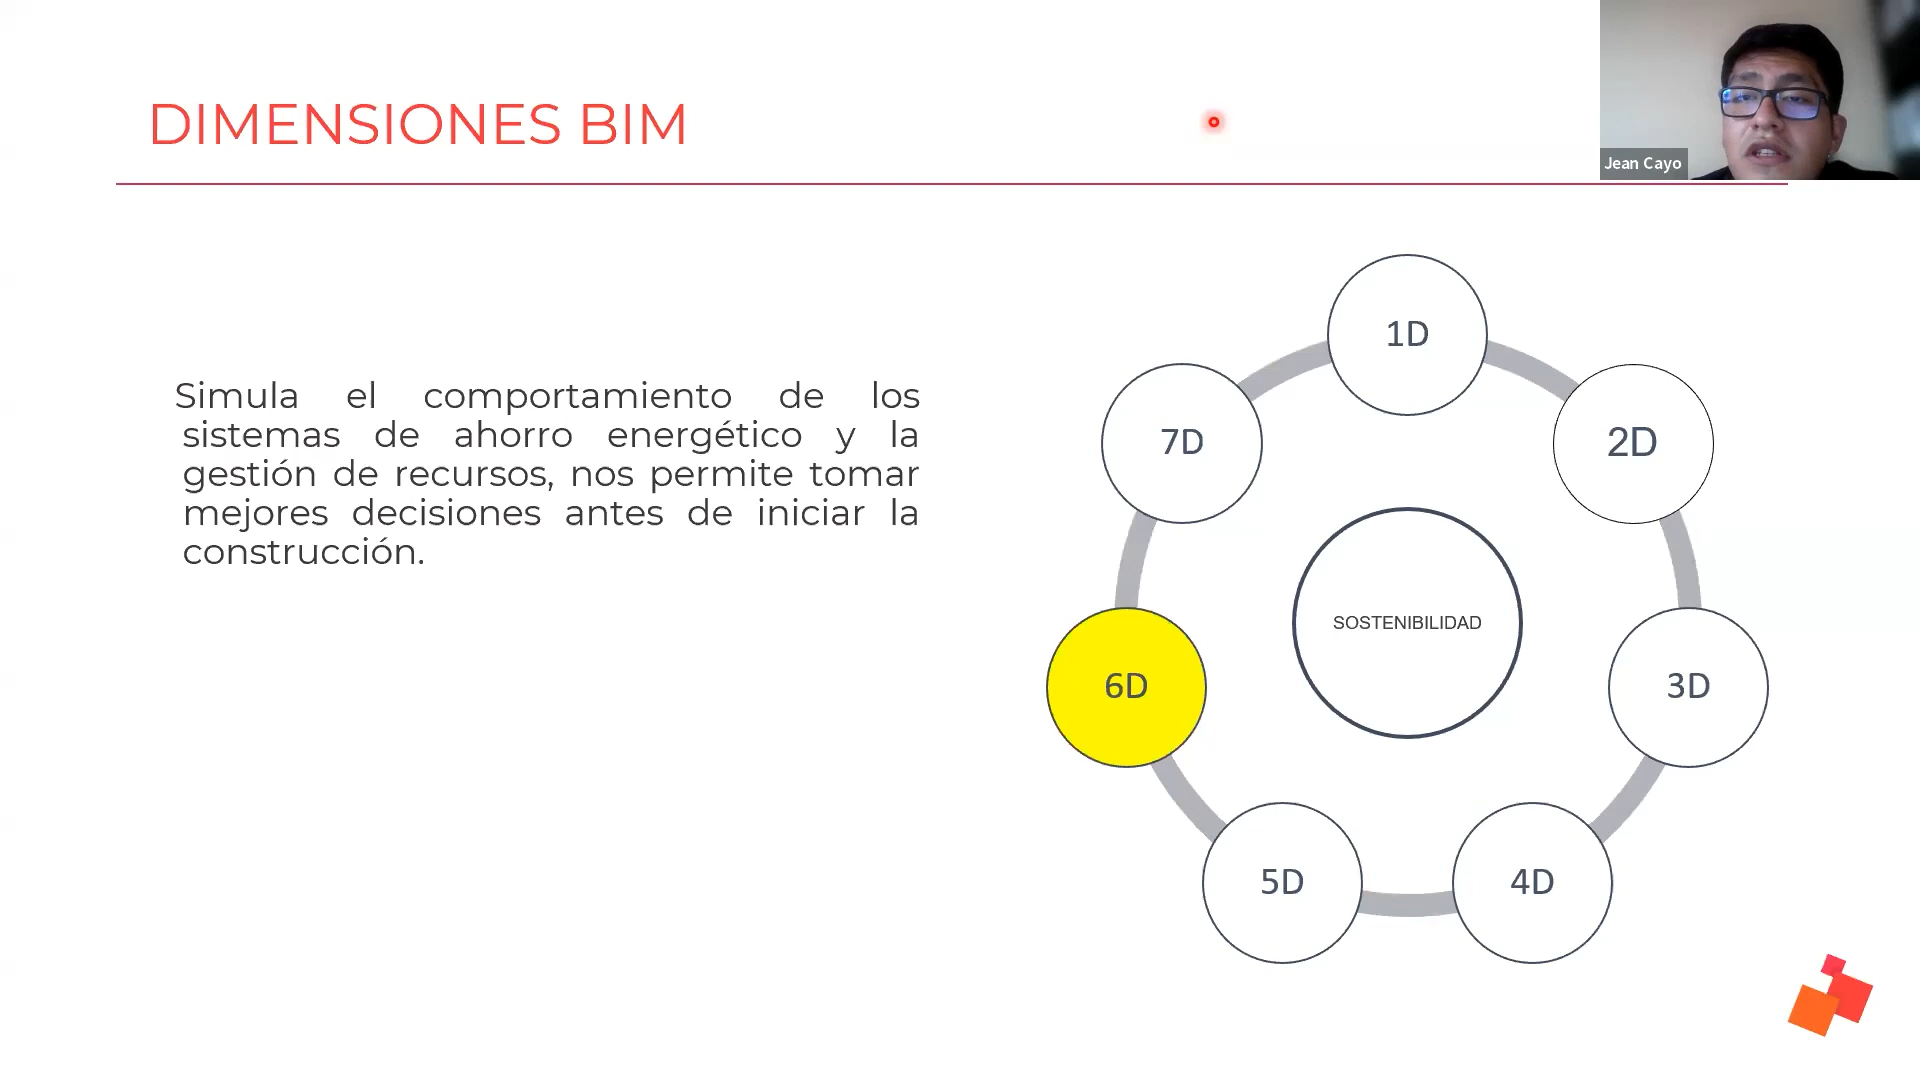 DIMENSIONES BIM
Jean Cayo
Simula el comportamiento de los
sistemas de ahorro energético y la
gestión de recursos, nos permite tomar
mejores decisiones antes de iniciar la
construcción.
1D
2D
3D
4D
5D
6D
7D
SOSTENIBILIDAD